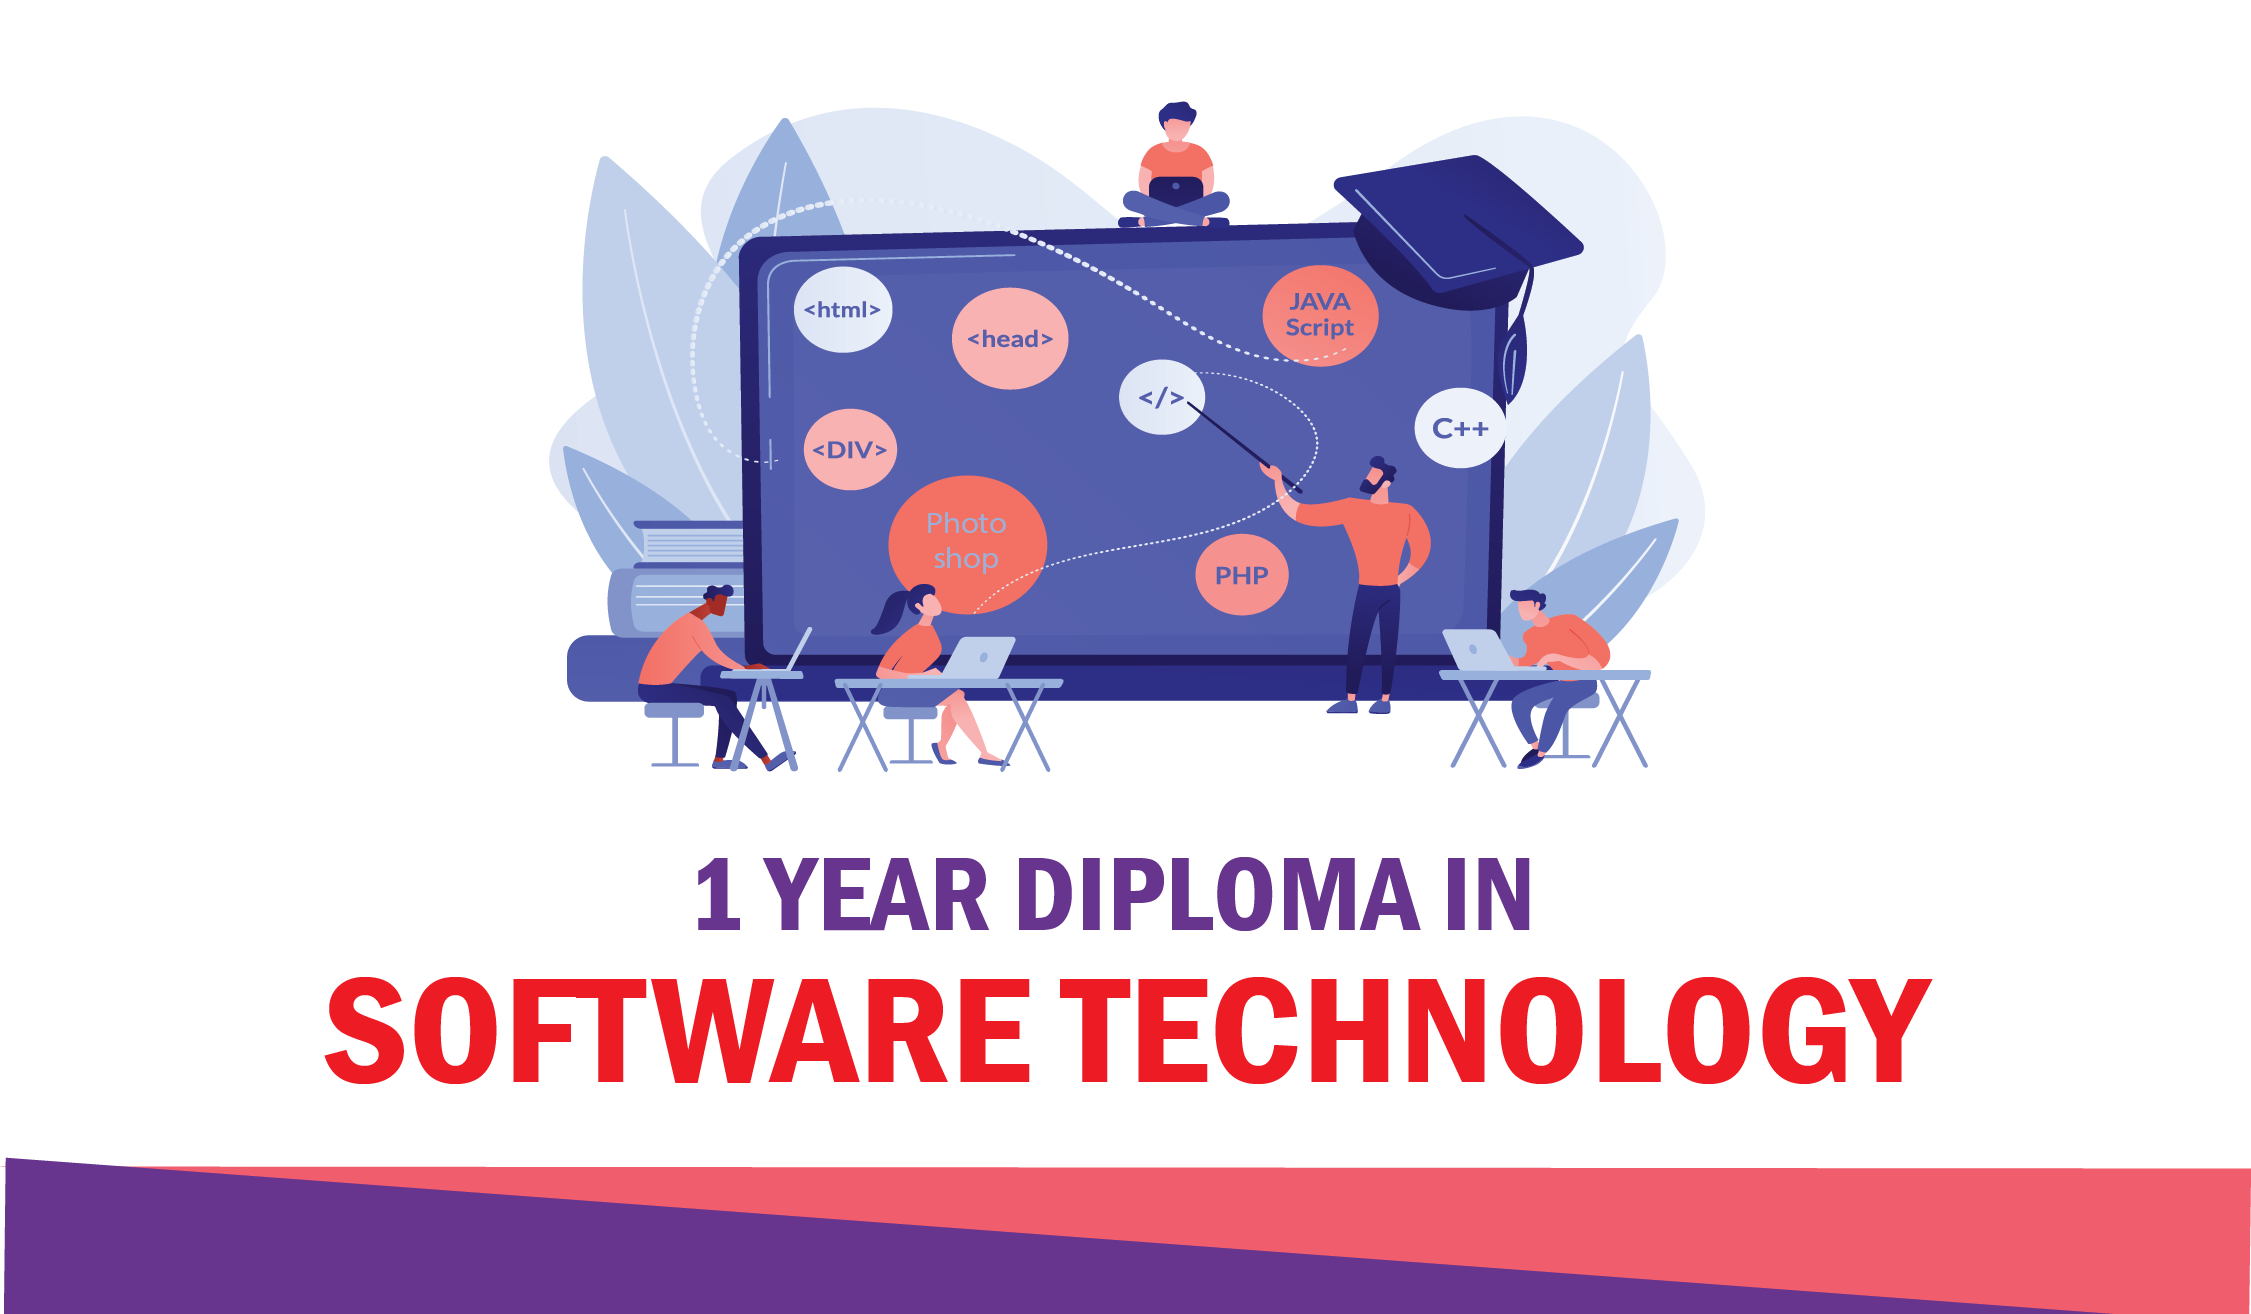 <html>
<head>
JAVA
Script
</>
C++
<DIV>
Photo
shop
PHP
1 YEAR DIPLOMA IN
SOFTWARE TECHNOLOGY